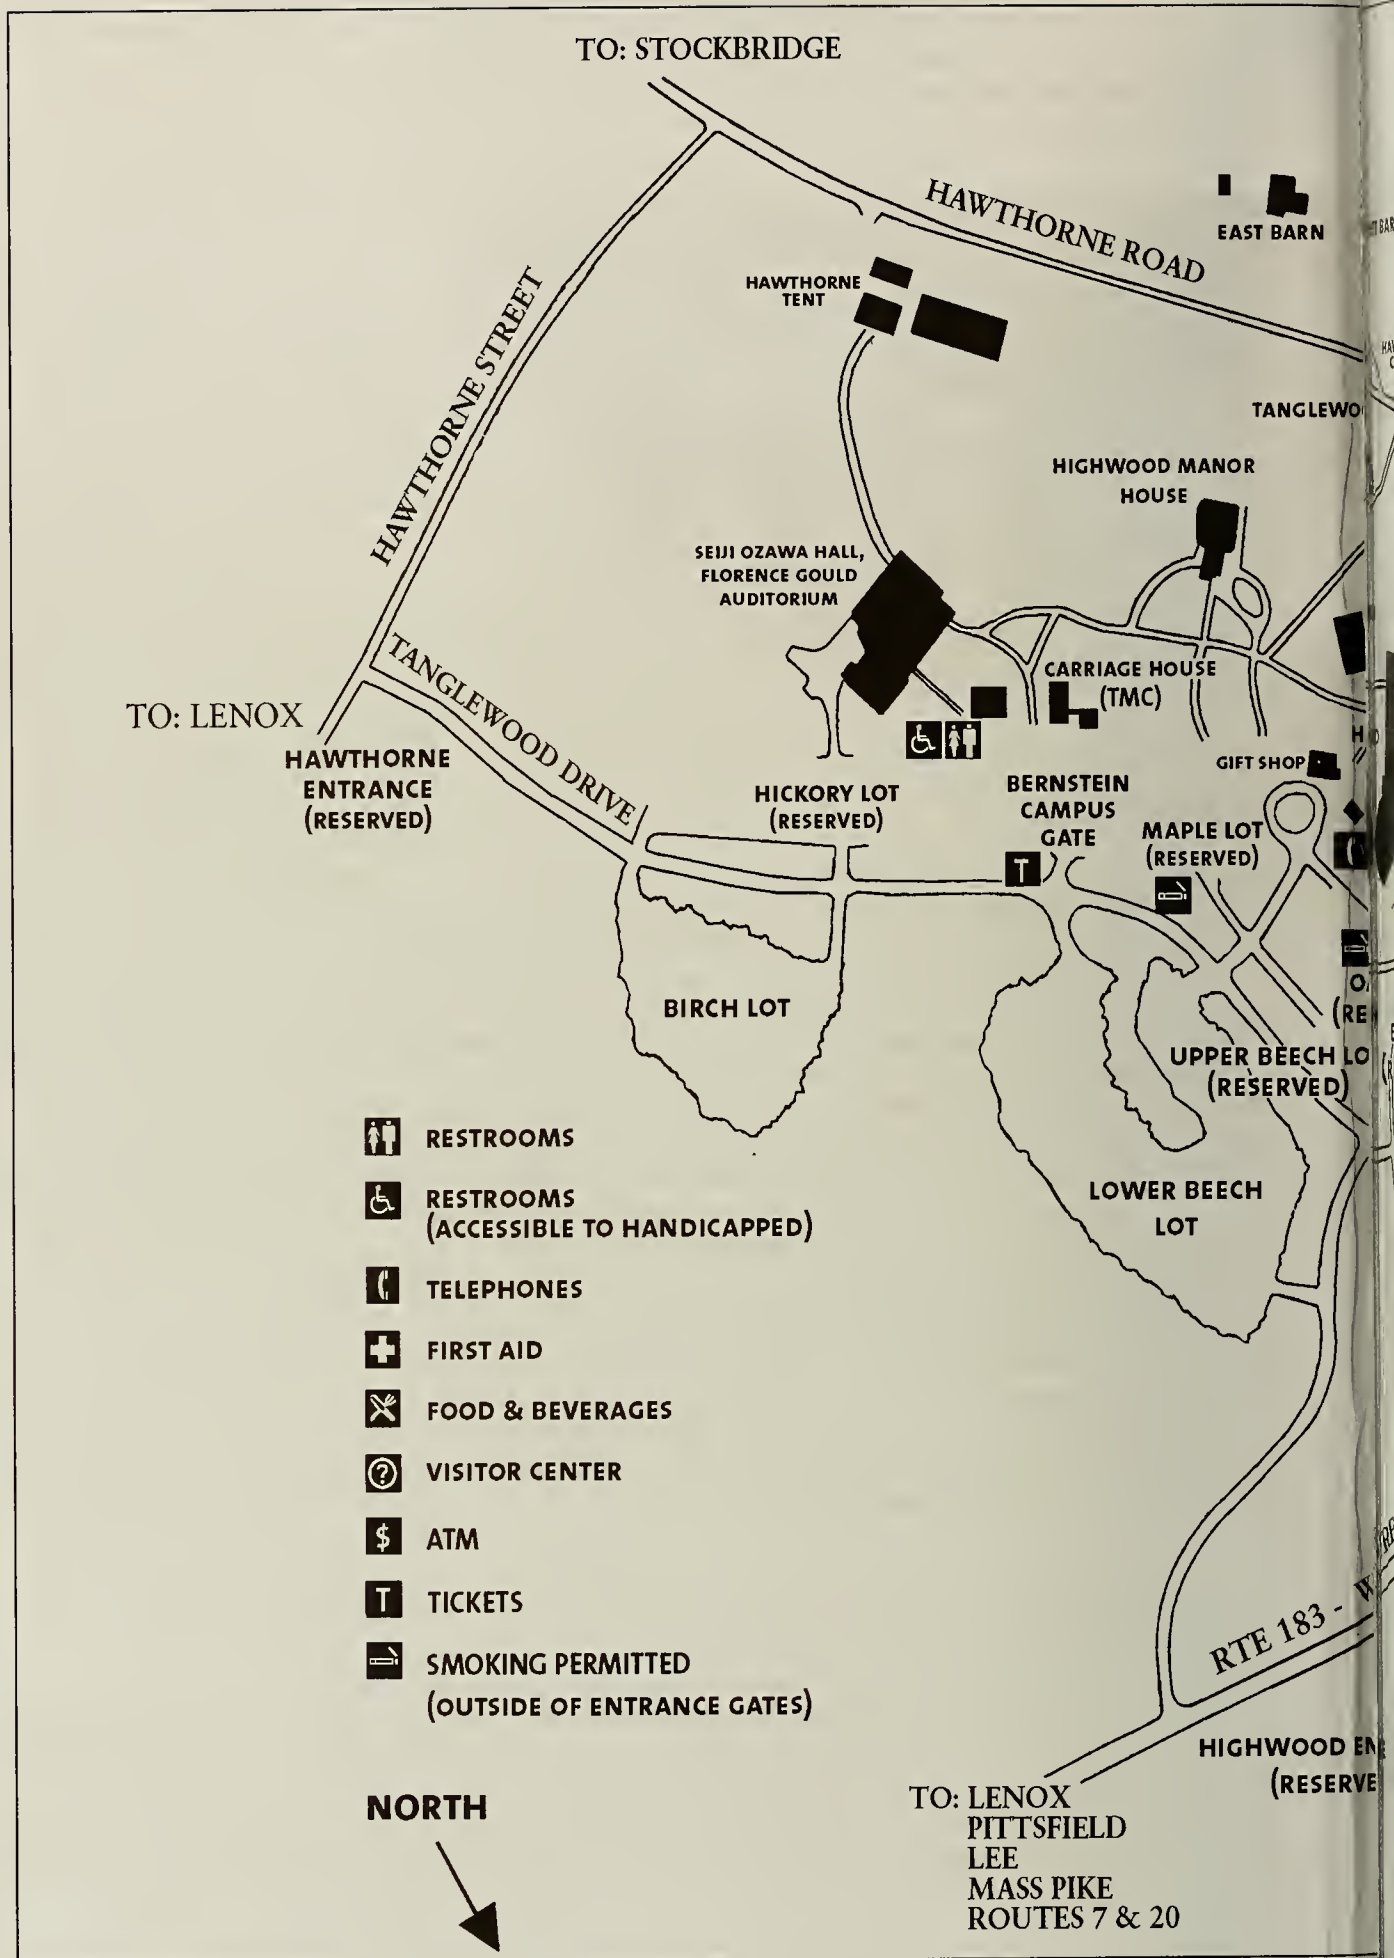 TO: STOCKBRIDGE
HAWTHORNE ROAD
EAST BARN
HAWTHORNE
TENT
HAWTHORNE STREET
HIGHWOOD MANOR
HOUSE
SEIJI OZAWA HALL,
FLORENCE GOULD
AUDITORIUM
TANGLEWOOD DRIVE
CARRIAGE HOUSE
(TMC)
TO: LENOX
HAWTHORNE
ENTRANCE
(RESERVED)
GIFT SHOP
HICKORY LOT
(RESERVED)
BERNSTEIN
CAMPUS
GATE
MAPLE LOT
(RESERVED)
T
BIRCH LOT
UPPER BEECH LO
(RESERVED)
LOWER BEECH
LOT
RESTROOMS
RESTROOMS
(ACCESSIBLE TO HANDICAPPED)
TELEPHONES
FIRST AID
FOOD & BEVERAGES
? VISITOR CENTER
$ ATM
T TICKETS
SMOKING PERMITTED
(OUTSIDE OF ENTRANCE GATES)
RTE 183 - W
HIGHWOOD EN
(RESERVE
NORTH
TO: LENOX
PITTSFIELD
LEE
MASS PIKE
ROUTES 7 & 20